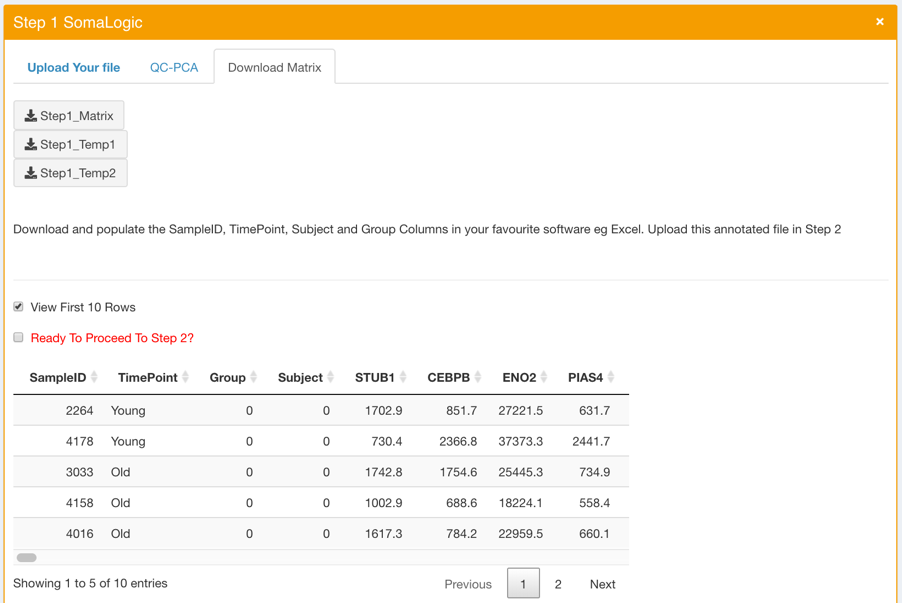 Step 1 SomaLogic ×
Upload Your file QC-PCA Download Matrix
Step1_Matrix
Step1_Temp1
Step1_Temp2
Download and populate the SampleID, TimePoint, Subject and Group Columns in your favourite software eg Excel. Upload this annotated file in Step 2
View First 10 Rows
Ready To Proceed To Step 2?
SampleID TimePoint Group Subject STUB1 CEBPB ENO2 PIAS4
2264 Young 0 0 1702.9 851.7 27221.5 631.7
4178 Young 0 0 730.4 2366.8 37373.3 2441.7
3033 Old 0 0 1742.8 1754.6 25445.3 734.9
4158 Old 0 0 1002.9 688.6 18224.1 558.4
4016 Old 0 0 1617.3 784.2 22959.5 660.1
Showing 1 to 5 of 10 entries Previous 1 2 Next